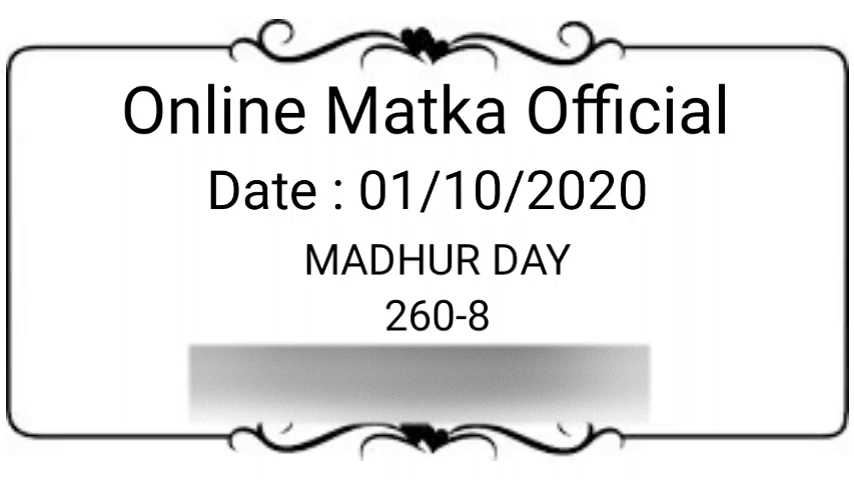 Online Matka Official
Date : 01/10/2020
MADHUR DAY
260-8